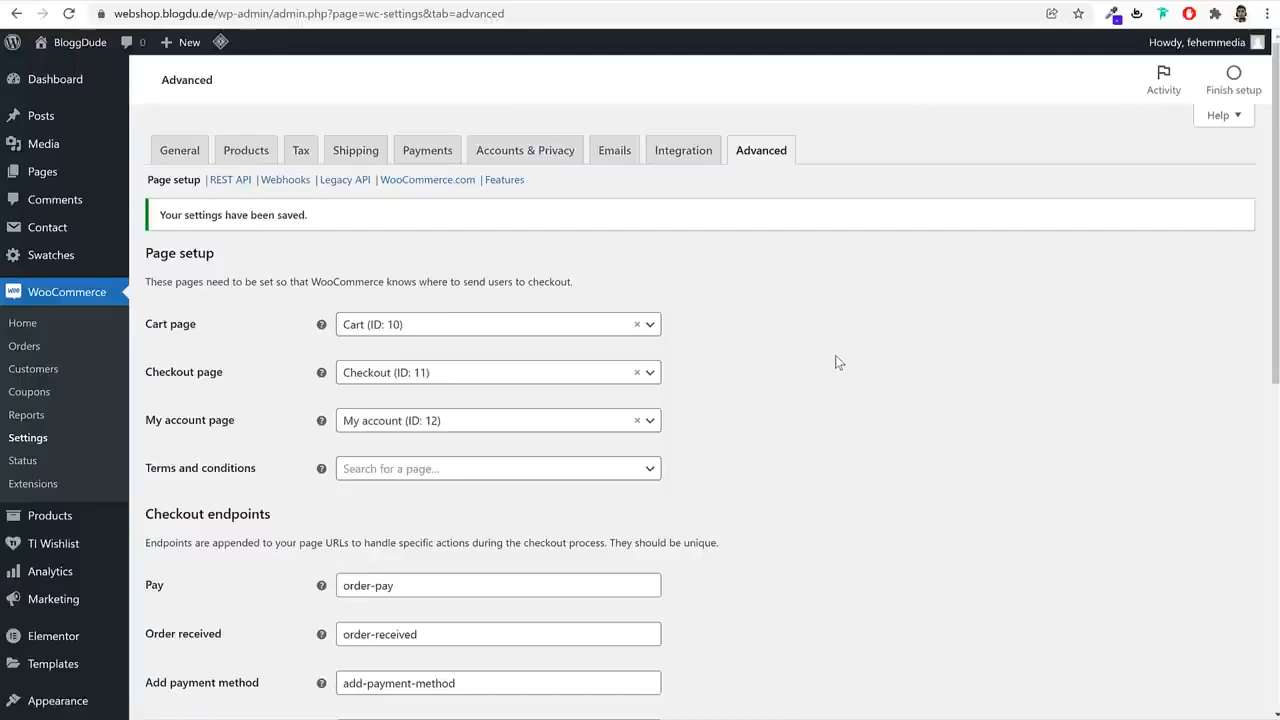 webshop.blogdu.de/wp-admin/admin.php?page=wc-settings&tab=advanced
BloggDude 0 New Howdy, fehemmedia
Dashboard
Posts
Media
Pages
Comments
Contact
Swatches
WooCommerce
Home
Orders
Customers
Coupons
Reports
Settings
Status
Extensions
Products
TI Wishlist
Analytics
Marketing
Elementor
Templates
Appearance
Advanced
Activity
Finish setup
Help
General Products Tax Shipping Payments Accounts & Privacy Emails Integration Advanced
Page setup | REST API | Webhooks | Legacy API | WooCommerce.com | Features
Your settings have been saved.
Page setup
These pages need to be set so that WooCommerce knows where to send users to checkout.
Cart page Cart (ID: 10) ×
Checkout page Checkout (ID: 11) ×
My account page My account (ID: 12) ×
Terms and conditions Search for a page...
Checkout endpoints
Endpoints are appended to your page URLs to handle specific actions during the checkout process. They should be unique.
Pay order-pay
Order received order-received
Add payment method add-payment-method